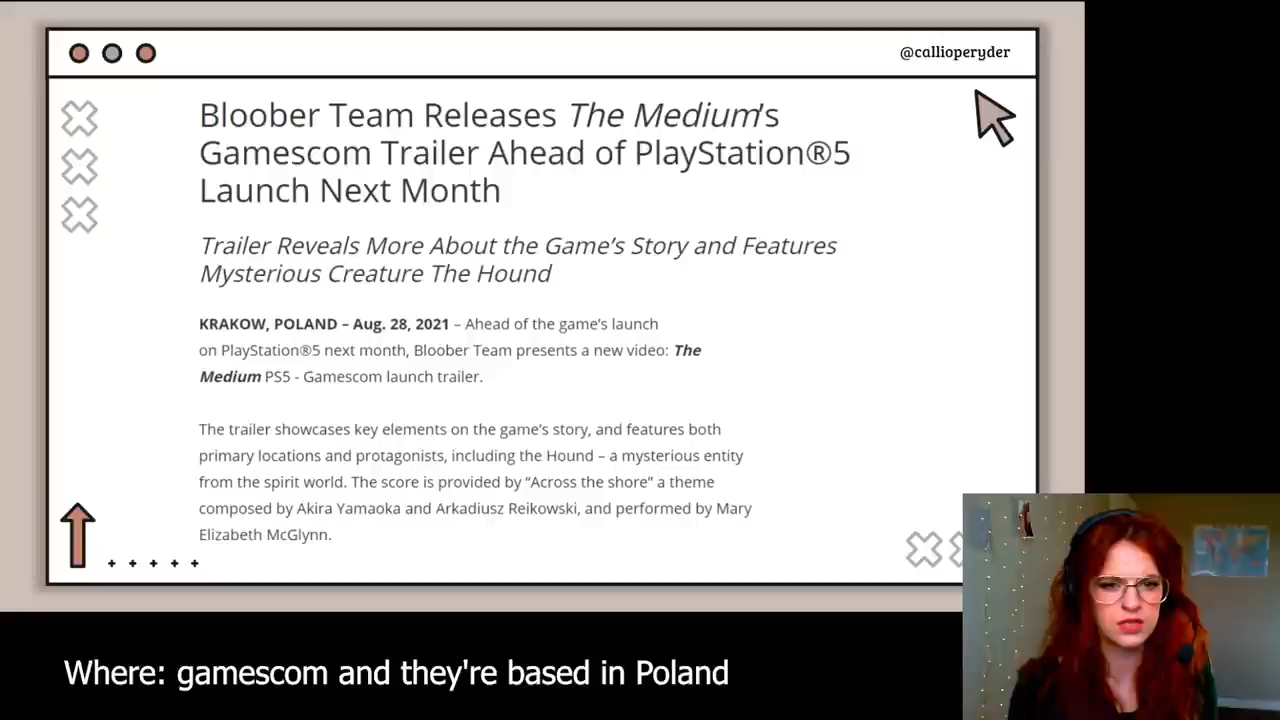 @callioperyder
Bloober Team Releases The Medium's
Gamescom Trailer Ahead of PlayStation®5
Launch Next Month
Trailer Reveals More About the Game's Story and Features
Mysterious Creature The Hound
KRAKOW, POLAND – Aug. 28, 2021 – Ahead of the game's launch
on PlayStation®5 next month, Bloober Team presents a new video: The
Medium PS5 - Gamescom launch trailer.
The trailer showcases key elements on the game's story, and features both
primary locations and protagonists, including the Hound – a mysterious entity
from the spirit world. The score is provided by “Across the shore” a theme
composed by Akira Yamaoka and Arkadiusz Reikowski, and performed by Mary
Elizabeth McGlynn.
Where: gamescom and they're based in Poland